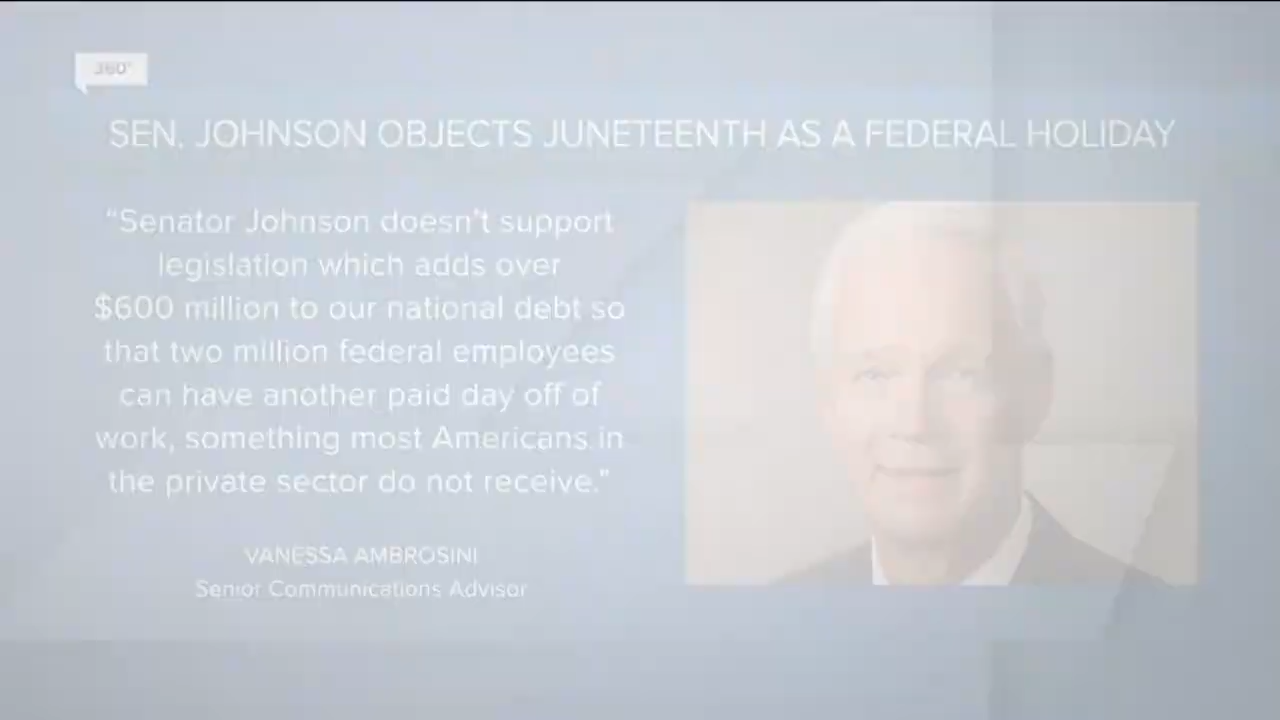 360°
SEN. JOHNSON OBJECTS JUNETEENTH AS A FEDERAL HOLIDAY
“Senator Johnson doesn't support
legislation which adds over
$600 million to our national debt so
that two million federal employees
can have another paid day off of
work, something most Americans in
the private sector do not receive.”
VANESSA AMBROSINI
Senior Communications Advisor